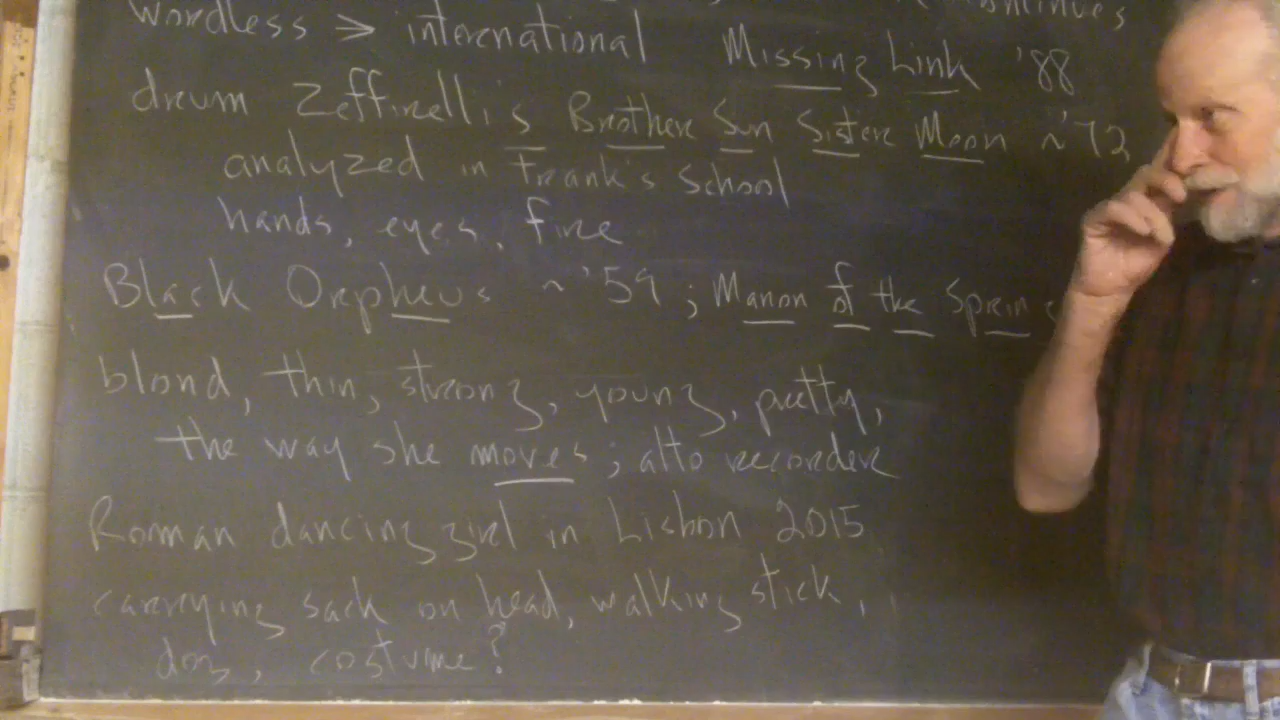 continues
wordless => international Missing Link '88
drum Zeffirelli's Brother Sun Sister Moon ~'72
analyzed in Frank's School
hands, eyes, fire
Black Orpheus ~'59; Manon of the Spring
blond, thin, strong, young, pretty,
the way she moves; alto recorder
Roman dancing girl in Lisbon 2015
carrying sack on head, walking stick,
dog, costume?